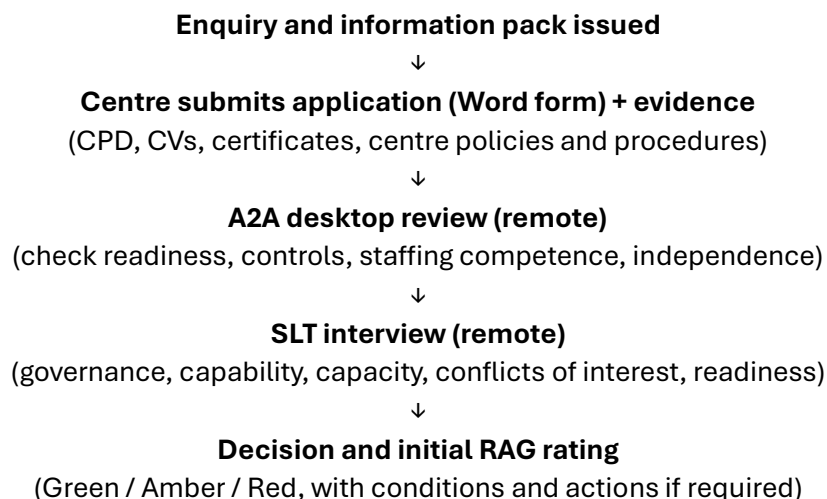 Enquiry and information pack issued
↓
Centre submits application (Word form) + evidence
(CPD, CVs, certificates, centre policies and procedures)
↓
A2A desktop review (remote)
(check readiness, controls, staffing competence, independence)
↓
SLT interview (remote)
(governance, capability, capacity, conflicts of interest, readiness)
↓
Decision and initial RAG rating
(Green / Amber / Red, with conditions and actions if required)